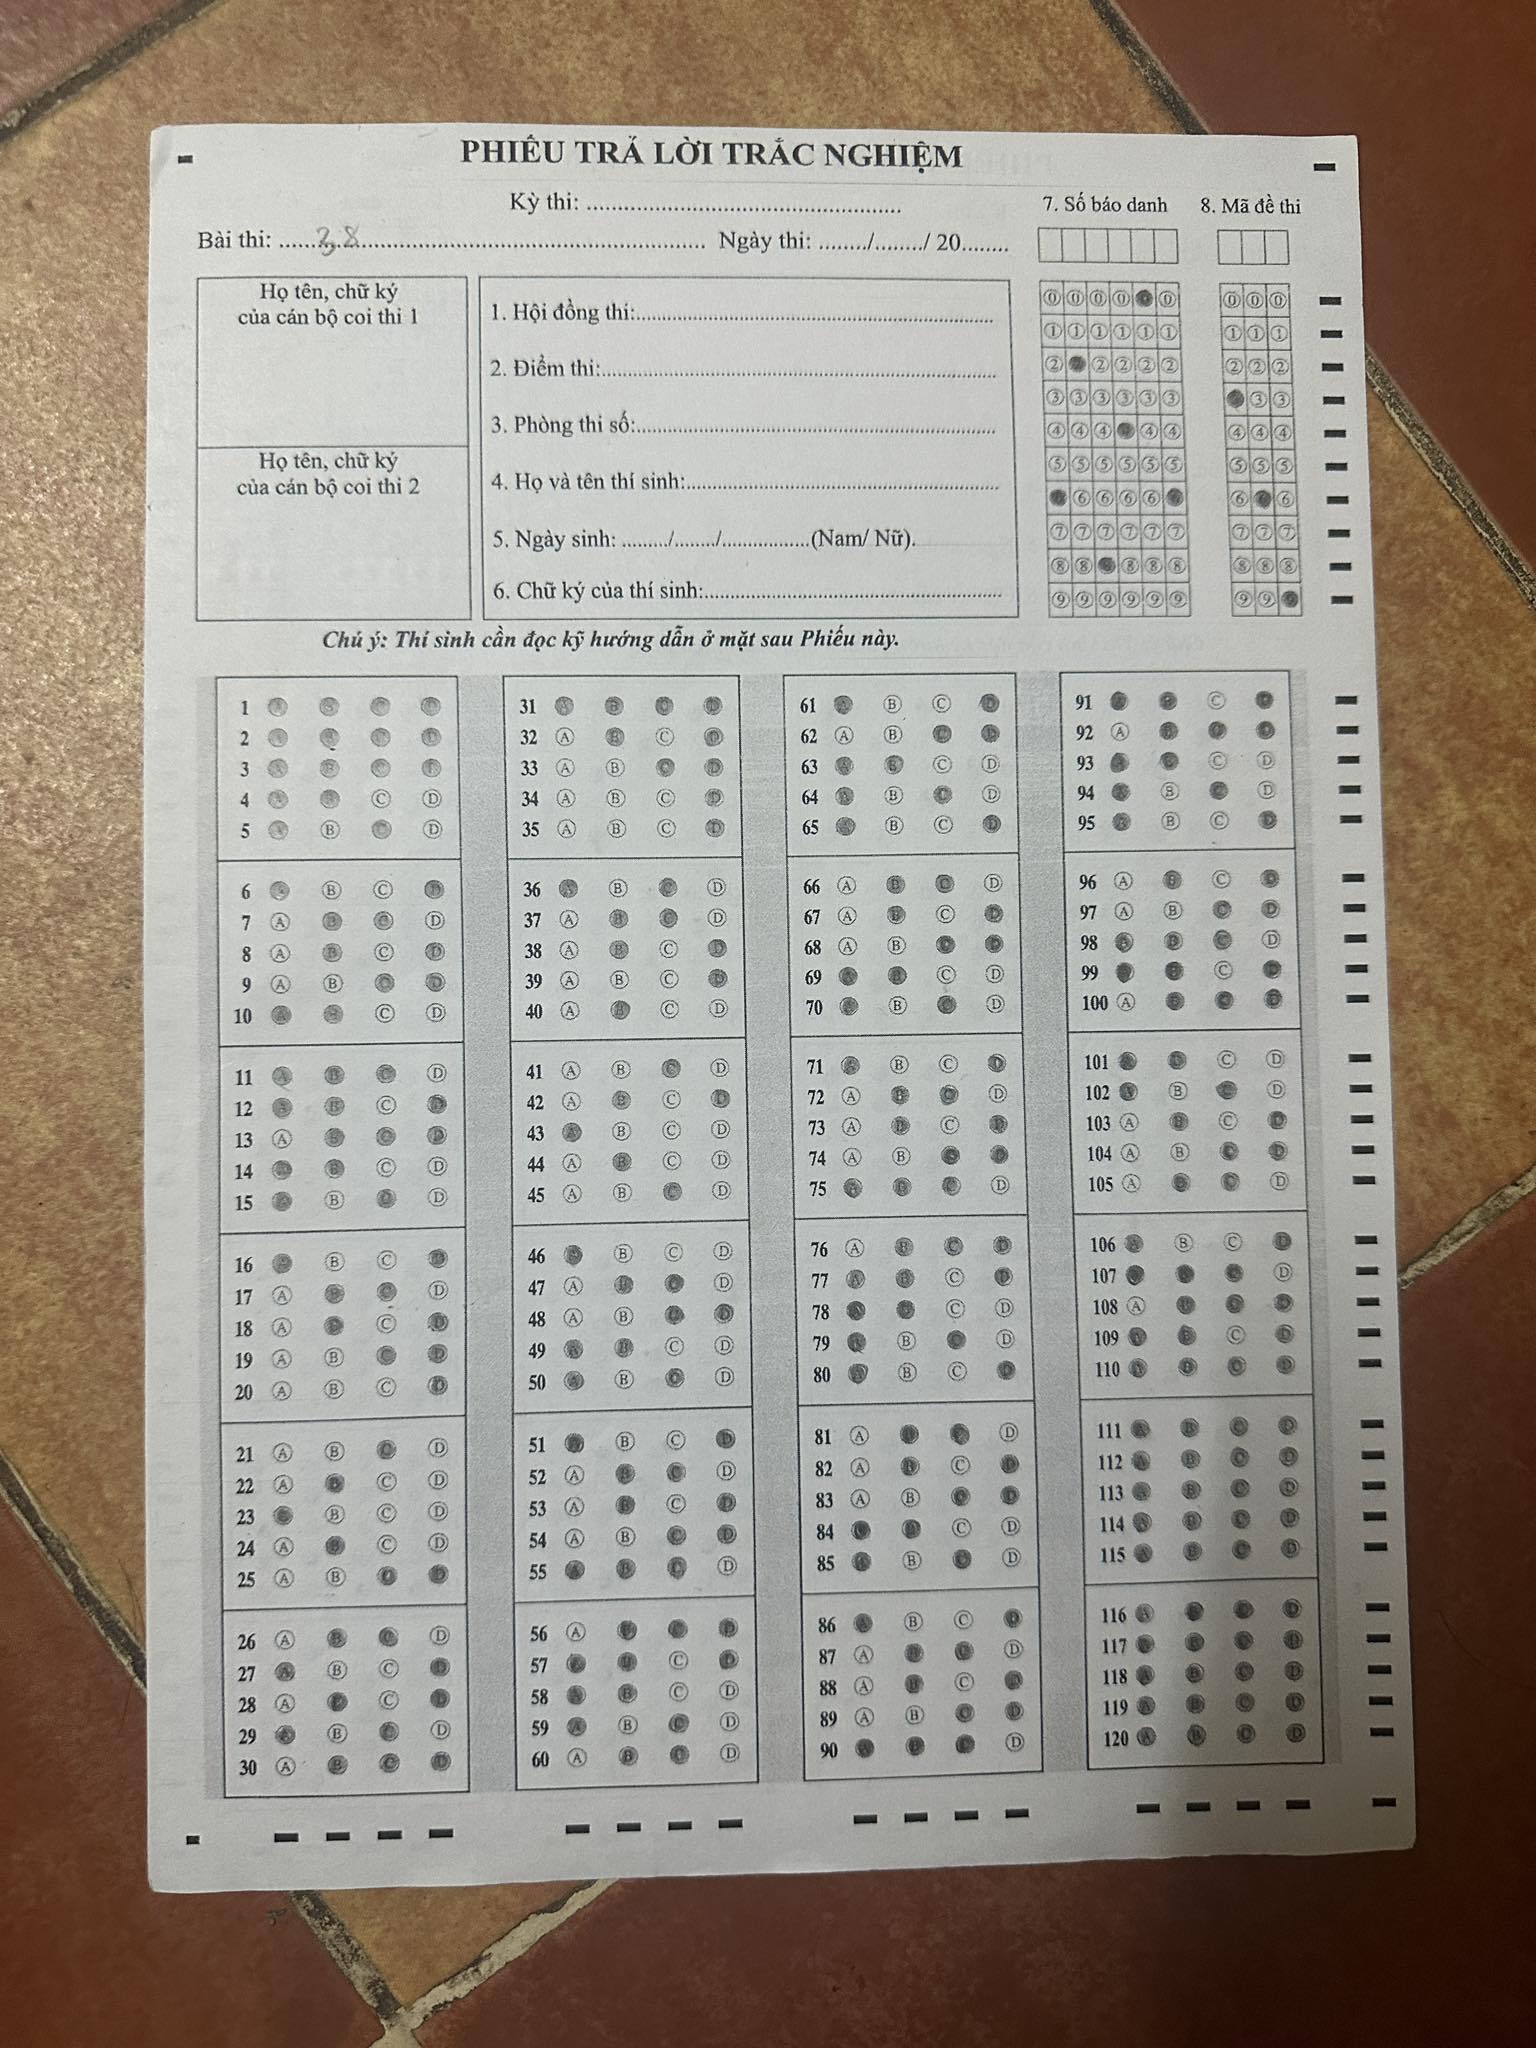 PHIẾU TRẢ LỜI TRẮC NGHIỆM
Kỳ thi: ....................................................
Bài thi: ......3,8......................................................... Ngày thi: ......../......../ 20........
7. Số báo danh
8. Mã đề thi
Họ tên, chữ ký
của cán bộ coi thi 1
Họ tên, chữ ký
của cán bộ coi thi 2
1. Hội đồng thi:............................................................
2. Điểm thi:..................................................................
3. Phòng thi số:............................................................
4. Họ và tên thí sinh:....................................................
5. Ngày sinh: ......../......./...............(Nam/ Nữ).
6. Chữ ký của thí sinh:.................................................
0 0 0 0 0
1 1 1 1 1 1
2 2 2 2 2
3 3 3 3 3 3
4 4 4 4 4
5 5 5 5 5 5
6 6 6 6
7 7 7 7 7 7
8 8 8 8 8
9 9 9 9 9 9
0 0 0
1 1 1
2 2 2
3 3
4 4 4
5 5 5
6 6
7 7 7
8 8 8
9 9
Chú ý: Thí sinh cần đọc kỹ hướng dẫn ở mặt sau Phiếu này.
1
2
3
4 C D
5 B D
6 B C
7 A D
8 A C
9 A B
10 C D
11 D
12 C
13 A
14 C D
15 B D
16 B C
17 A D
18 A C
19 A B
20 A B C
21 A B D
22 A C D
23 B C D
24 A C D
25 A B
26 A D
27 B C
28 A C
29 B D
30 A
31
32 A C
33 A B
34 A B C
35 A B C
36 B D
37 A D
38 A C
39 A B C
40 A C D
41 A B D
42 A C
43 B C D
44 A C D
45 A B D
46 B C D
47 A D
48 A B
49 C D
50 B D
51 B C
52 A D
53 A C
54 A B
55 D
56 A
57 C
58 C D
59 B D
60 A D
61 B C
62 A B
63 C D
64 B D
65 B C
66 A D
67 A C
68 A B
69 C D
70 B D
71 B C
72 A D
73 A C
74 A B
75 D
76 A
77 C
78 C D
79 B D
80 B C
81 A D
82 A C
83 A B
84 C D
85 B D
86 B C
87 A D
88 A C
89 A B
90 D
91 C
92 A
93 C D
94 B D
95 B C
96 A C
97 A B
98 D
99 C
100 A
101 C D
102 B D
103 A C
104 A B
105 A D
106 B C
107 D
108 A
109 C
110
111
112
113
114
115
116
117
118
119
120